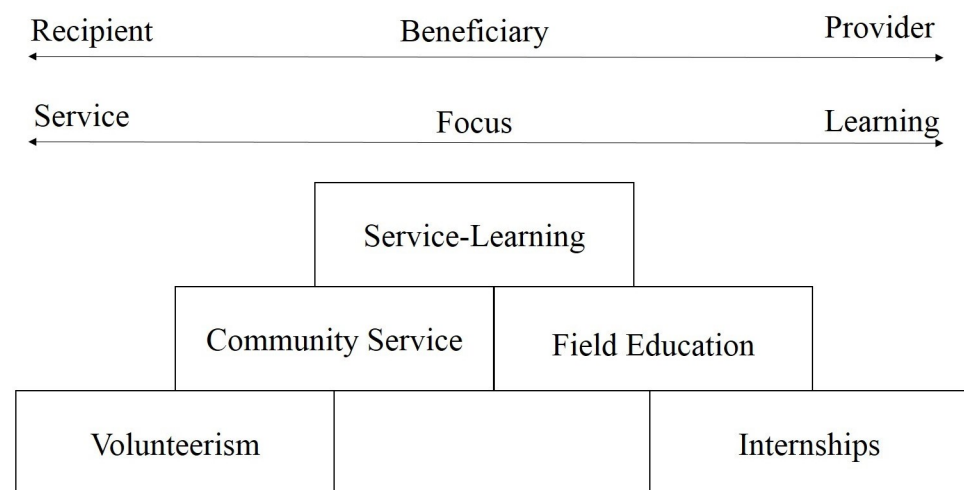 Recipient Beneficiary Provider
Service Focus Learning
Service-Learning
Community Service Field Education
Volunteerism Internships